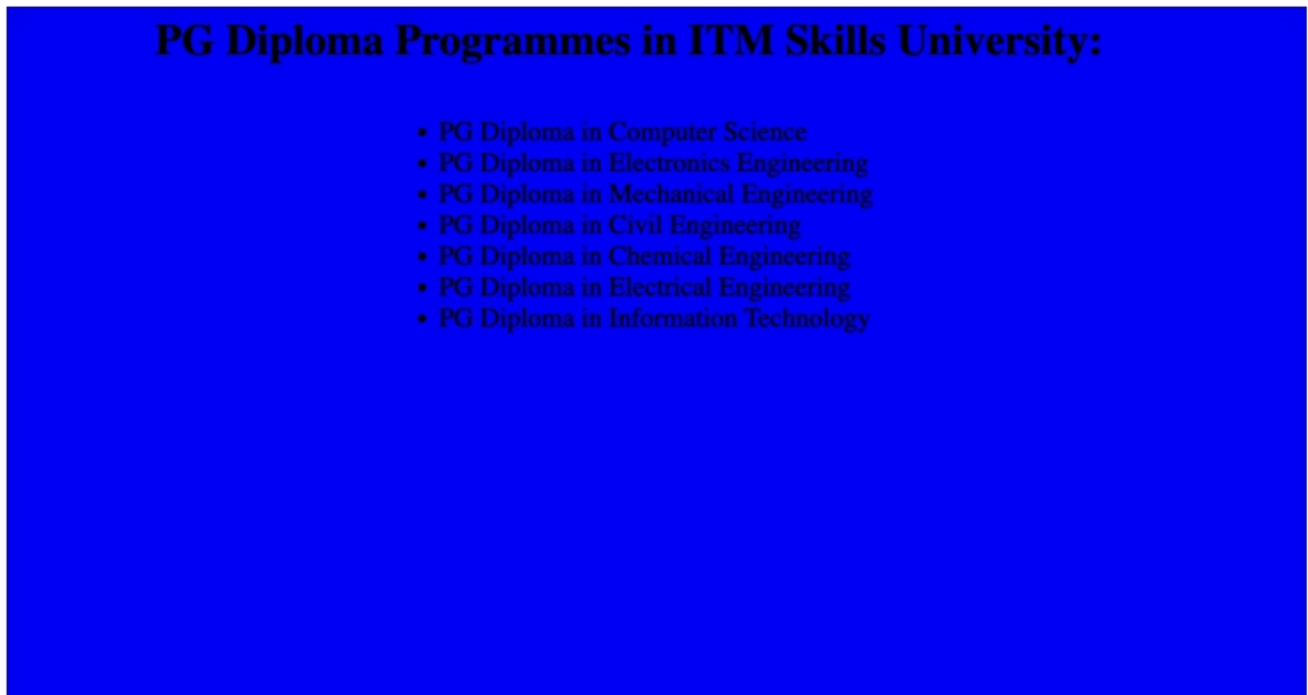 PG Diploma Programmes in ITM Skills University:
• PG Diploma in Computer Science
• PG Diploma in Electronics Engineering
• PG Diploma in Mechanical Engineering
• PG Diploma in Civil Engineering
• PG Diploma in Chemical Engineering
• PG Diploma in Electrical Engineering
• PG Diploma in Information Technology